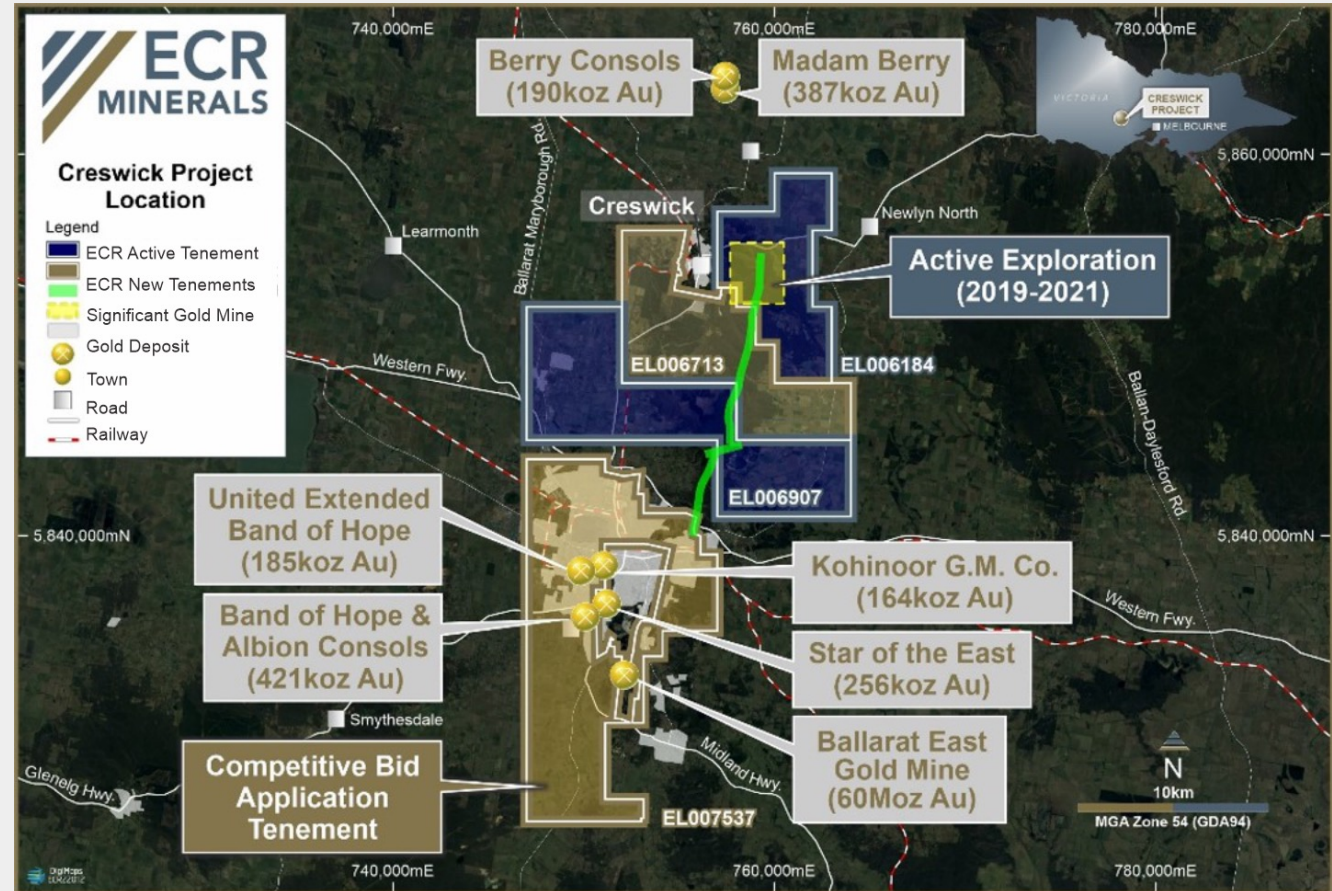 740,000mE
760,000mE
780,000mE
ECR
MINERALS
Creswick Project
Location
Legend
ECR Active Tenement
ECR New Tenements
Significant Gold Mine
Gold Deposit
Town
Road
Railway
Berry Consols
(190koz Au)
Madam Berry
(387koz Au)
VICTORIA
CRESWICK
PROJECT
MELBOURNE
5,860,000mN
Ballarat Maryborough Rd
Creswick
Learmonth
Newlyn North
Active Exploration
(2019-2021)
Western Fwy.
EL006713
EL006184
Ballan-Daylesford Rd.
EL006907
United Extended
Band of Hope
(185koz Au)
5,840,000mN
5,840,000mN
Kohinoor G.M. Co.
(164koz Au)
Western Fwy.
Band of Hope &
Albion Consols
(421koz Au)
Star of the East
(256koz Au)
Smythesdale
Ballarat East
Gold Mine
(60Moz Au)
Midland Hwy.
Glenelg Hwy.
Competitive Bid
Application
Tenement
EL007537
N
10km
MGA Zone 54 (GDA94)
DigiMaps
740,000mE
760,000mE
780,000mE